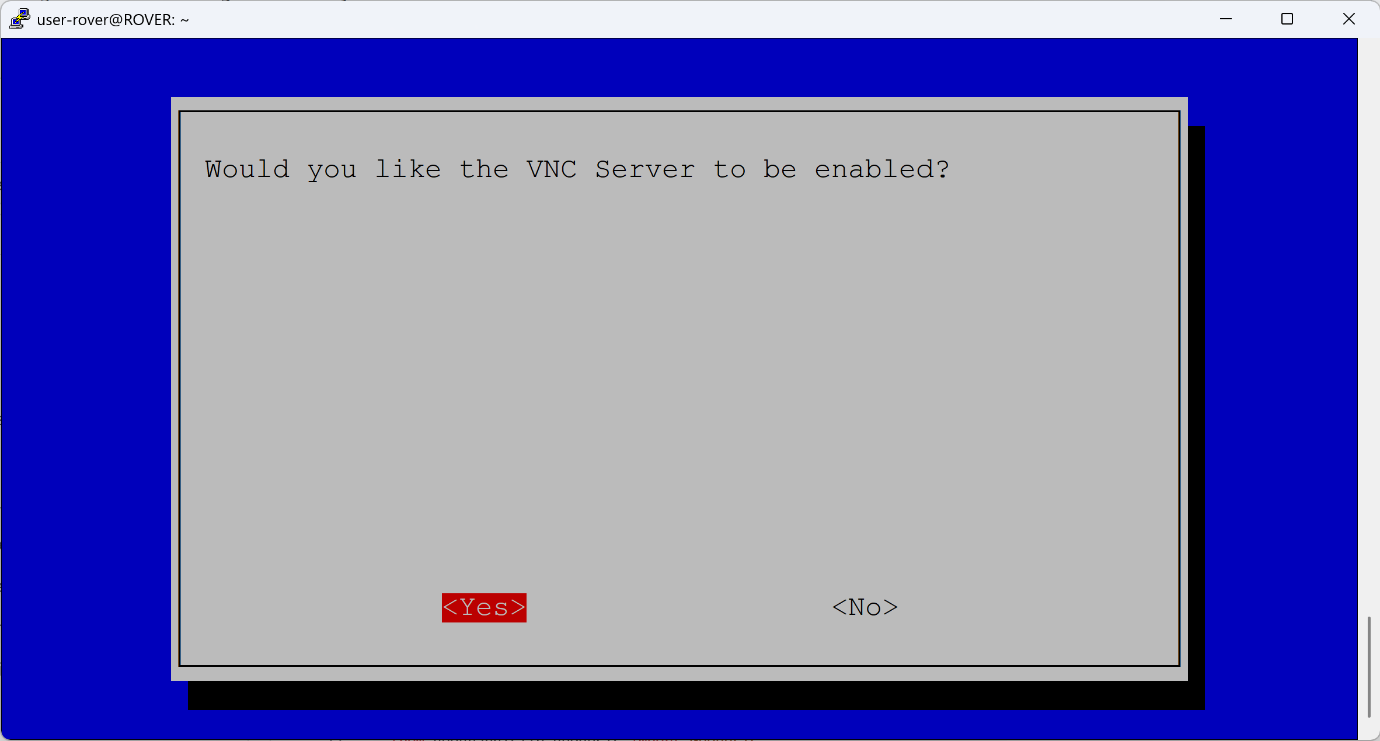 user-rover@ROVER: ~
Would you like the VNC Server to be enabled?
<Yes>
<No>